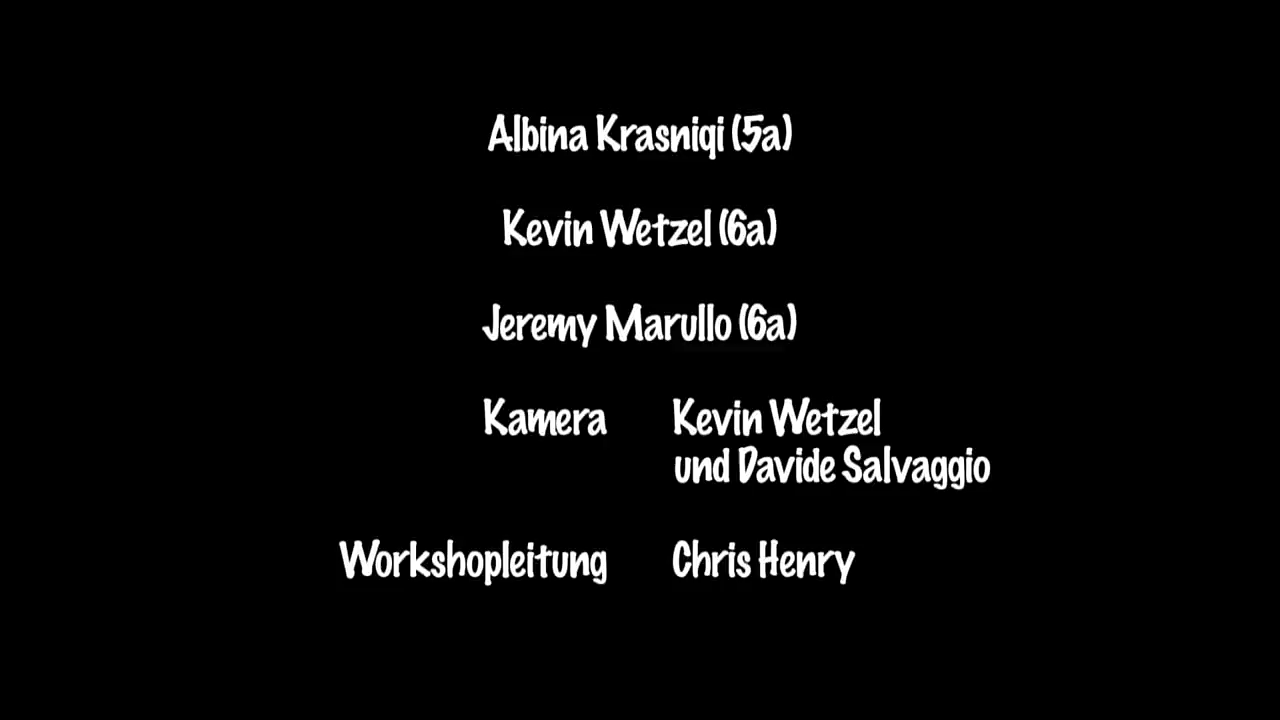 Albina Krasniqi (5a)
Kevin Wetzel (6a)
Jeremy Marullo (6a)
Kamera Kevin Wetzel
und Davide Salvaggio
Workshopleitung Chris Henry